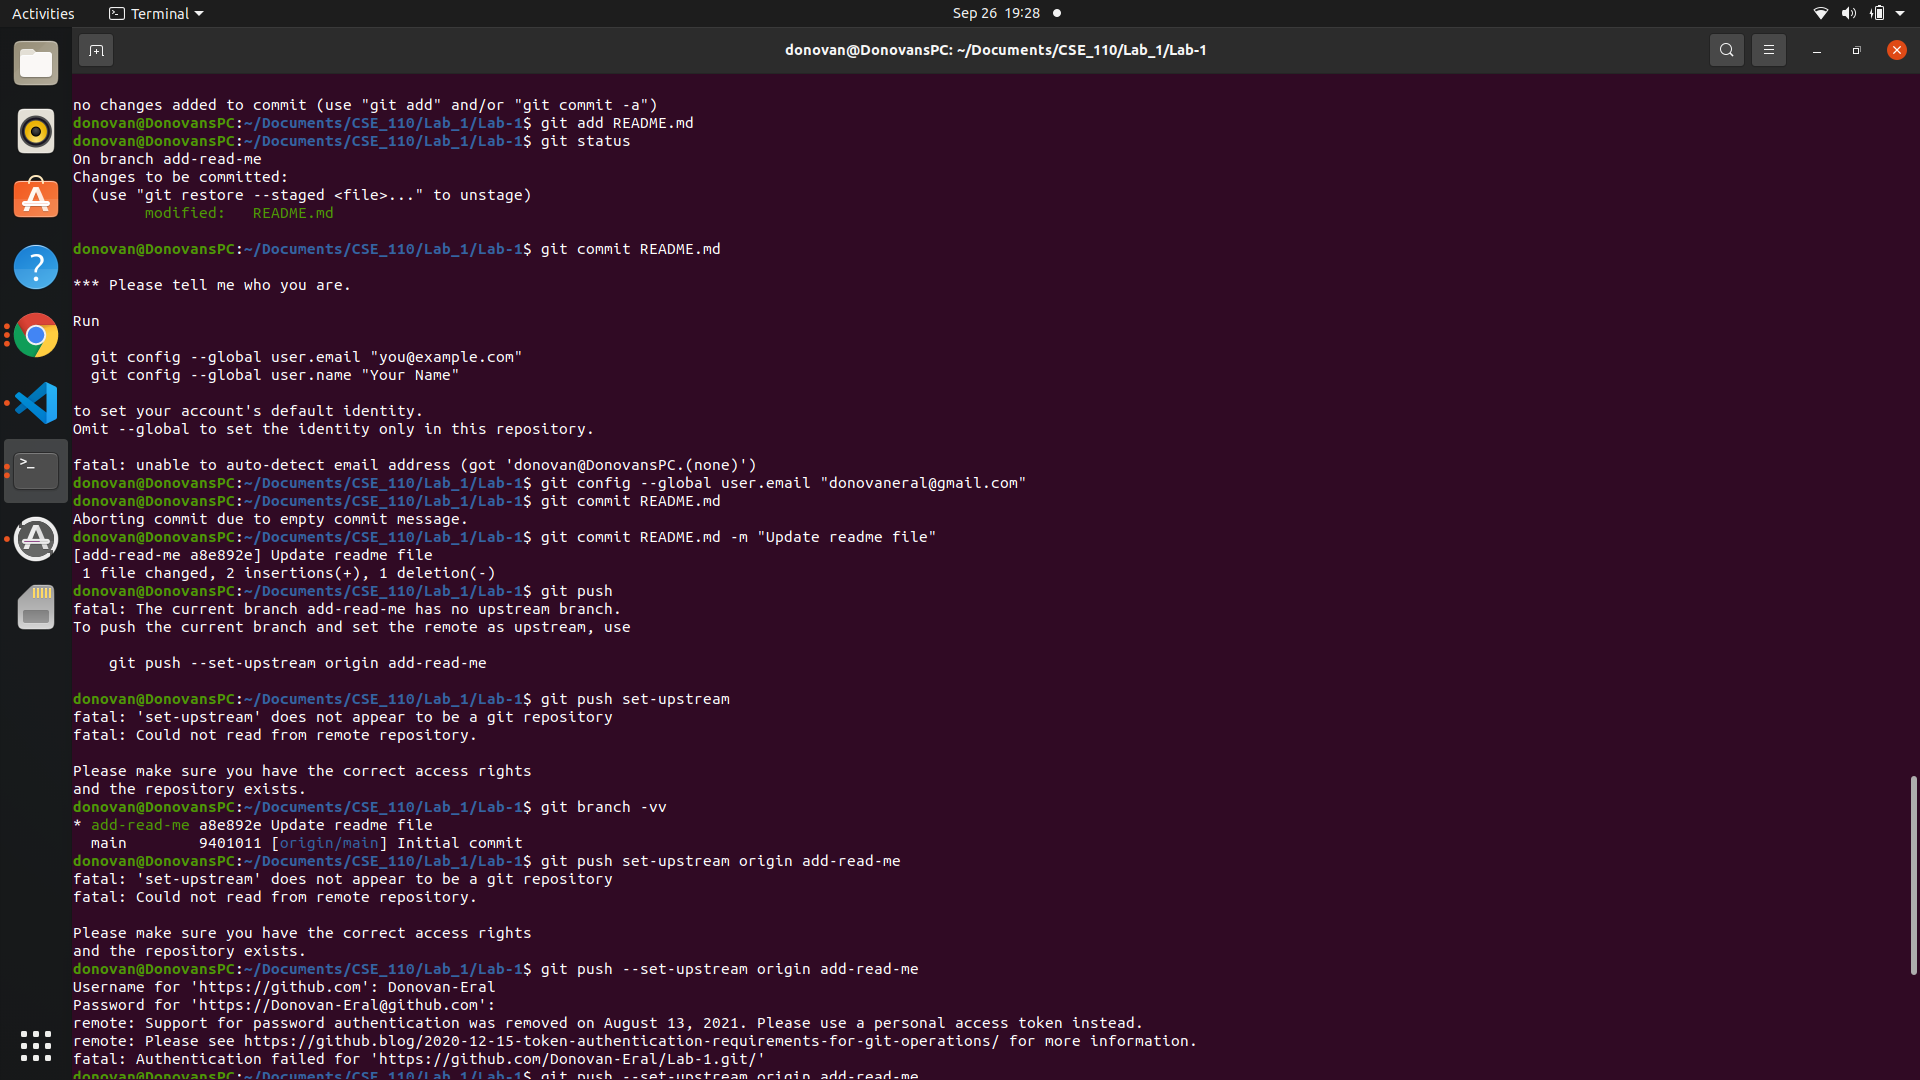 Activities
Terminal
Sep 26 19:28
donovan@DonovansPC: ~/Documents/CSE_110/Lab_1/Lab-1
no changes added to commit (use "git add" and/or "git commit -a")
donovan@DonovansPC:~/Documents/CSE_110/Lab_1/Lab-1$ git add README.md
donovan@DonovansPC:~/Documents/CSE_110/Lab_1/Lab-1$ git status
On branch add-read-me
Changes to be committed:
  (use "git restore --staged <file>..." to unstage)
        modified:   README.md
donovan@DonovansPC:~/Documents/CSE_110/Lab_1/Lab-1$ git commit README.md
*** Please tell me who you are.
Run
  git config --global user.email "you@example.com"
  git config --global user.name "Your Name"
to set your account's default identity.
Omit --global to set the identity only in this repository.
fatal: unable to auto-detect email address (got 'donovan@DonovansPC.(none)')
donovan@DonovansPC:~/Documents/CSE_110/Lab_1/Lab-1$ git config --global user.email "donovaneral@gmail.com"
donovan@DonovansPC:~/Documents/CSE_110/Lab_1/Lab-1$ git commit README.md
Aborting commit due to empty commit message.
donovan@DonovansPC:~/Documents/CSE_110/Lab_1/Lab-1$ git commit README.md -m "Update readme file"
[add-read-me a8e892e] Update readme file
 1 file changed, 2 insertions(+), 1 deletion(-)
donovan@DonovansPC:~/Documents/CSE_110/Lab_1/Lab-1$ git push
fatal: The current branch add-read-me has no upstream branch.
To push the current branch and set the remote as upstream, use
    git push --set-upstream origin add-read-me
donovan@DonovansPC:~/Documents/CSE_110/Lab_1/Lab-1$ git push set-upstream
fatal: 'set-upstream' does not appear to be a git repository
fatal: Could not read from remote repository.
Please make sure you have the correct access rights
and the repository exists.
donovan@DonovansPC:~/Documents/CSE_110/Lab_1/Lab-1$ git branch -vv
* add-read-me a8e892e Update readme file
  main        9401011 [origin/main] Initial commit
donovan@DonovansPC:~/Documents/CSE_110/Lab_1/Lab-1$ git push set-upstream origin add-read-me
fatal: 'set-upstream' does not appear to be a git repository
fatal: Could not read from remote repository.
Please make sure you have the correct access rights
and the repository exists.
donovan@DonovansPC:~/Documents/CSE_110/Lab_1/Lab-1$ git push --set-upstream origin add-read-me
Username for 'https://github.com': Donovan-Eral
Password for 'https://Donovan-Eral@github.com':
remote: Support for password authentication was removed on August 13, 2021. Please use a personal access token instead.
remote: Please see https://github.blog/2020-12-15-token-authentication-requirements-for-git-operations/ for more information.
fatal: Authentication failed for 'https://github.com/Donovan-Eral/Lab-1.git/'
donovan@DonovansPC:~/Documents/CSE_110/Lab_1/Lab-1$ git push --set-upstream origin add-read-me